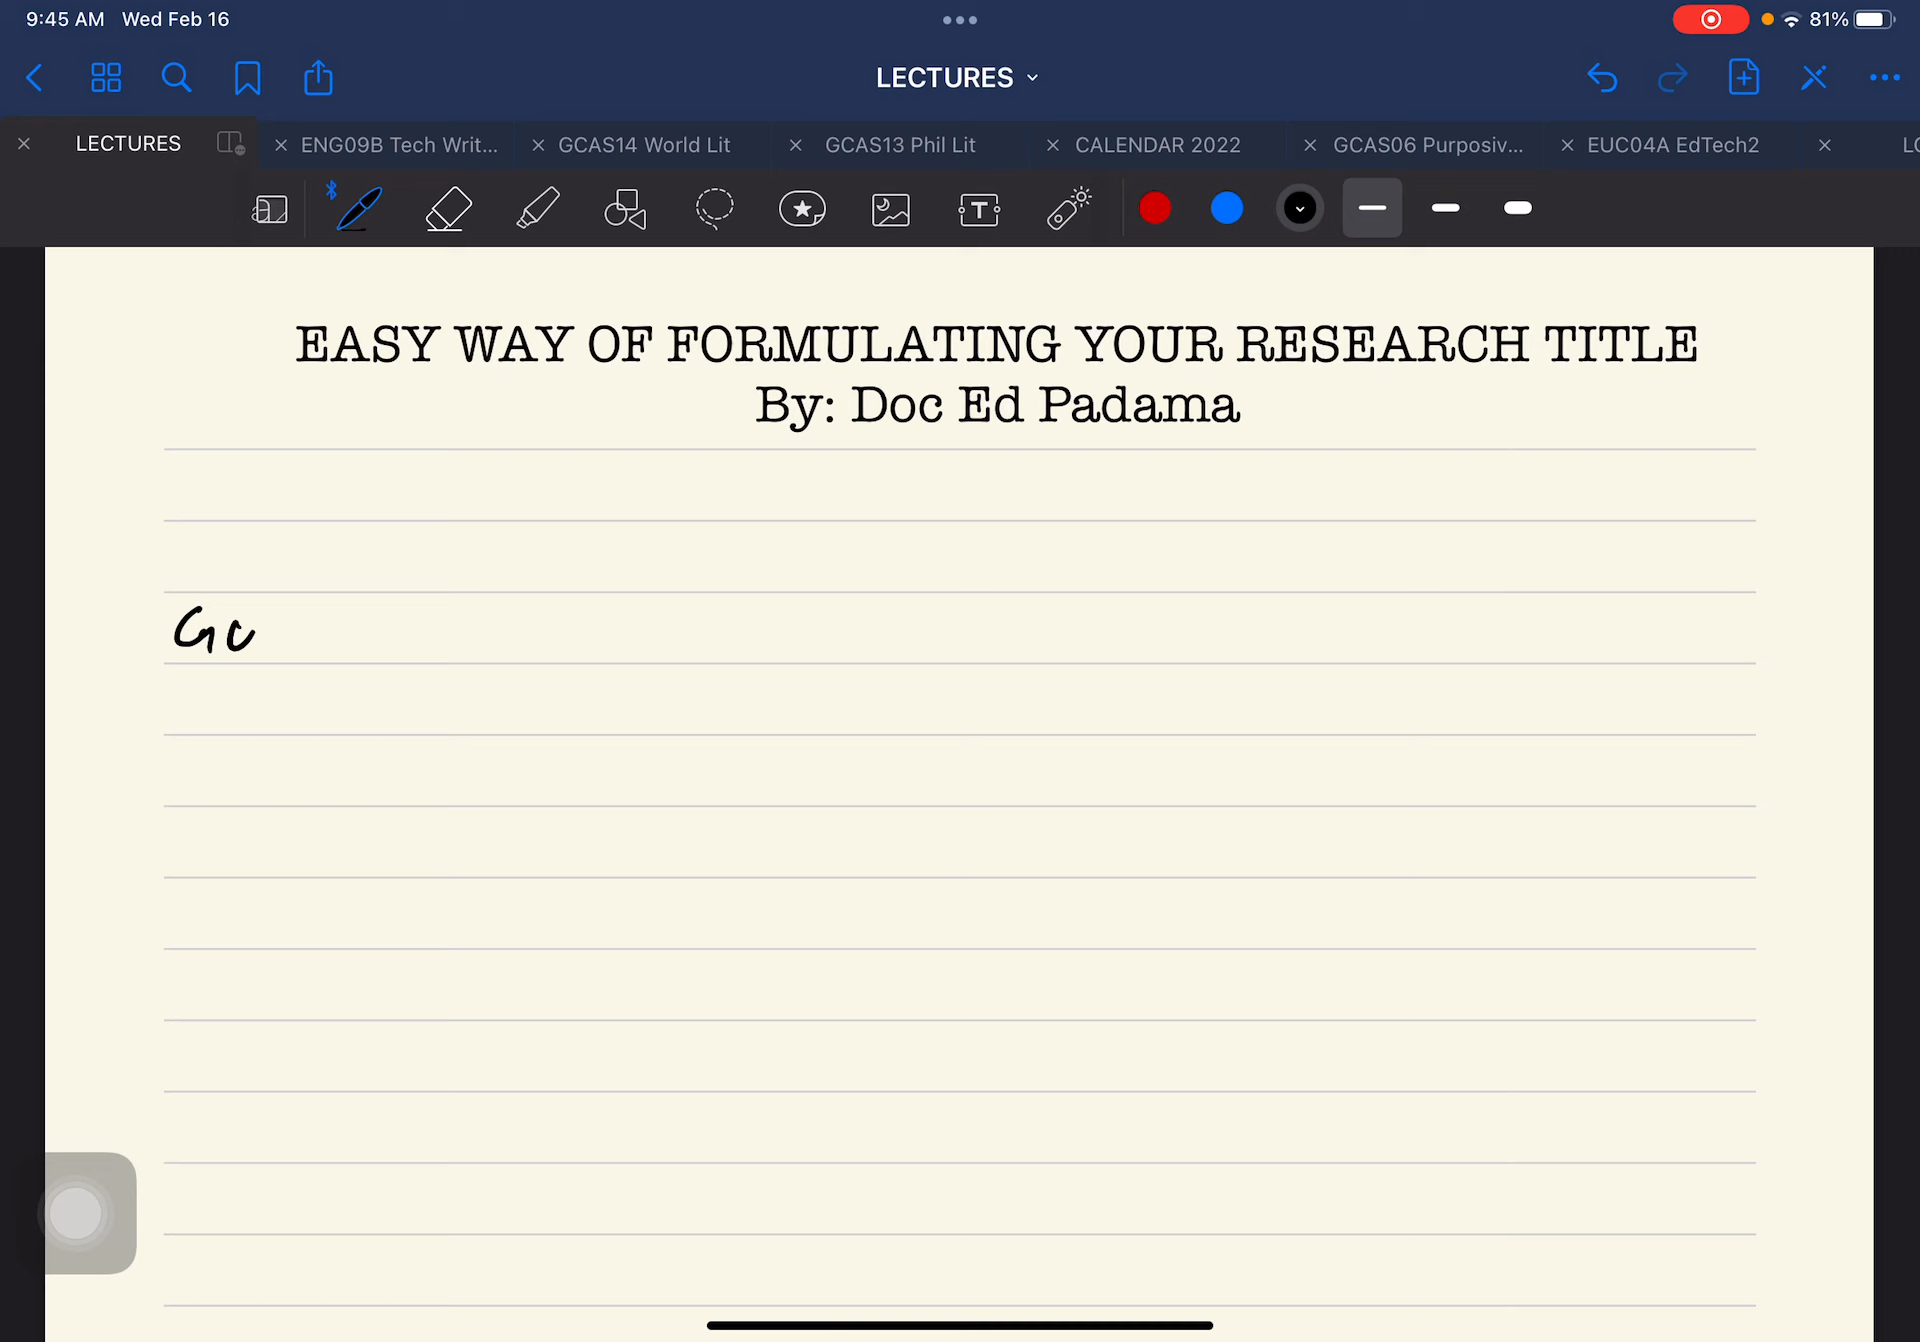 9:45 AM Wed Feb 16
81%
LECTURES
LECTURES
ENG09B Tech Writ...
GCAS14 World Lit
GCAS13 Phil Lit
CALENDAR 2022
GCAS06 Purposiv...
EUC04A EdTech2
EASY WAY OF FORMULATING YOUR RESEARCH TITLE
By: Doc Ed Padama